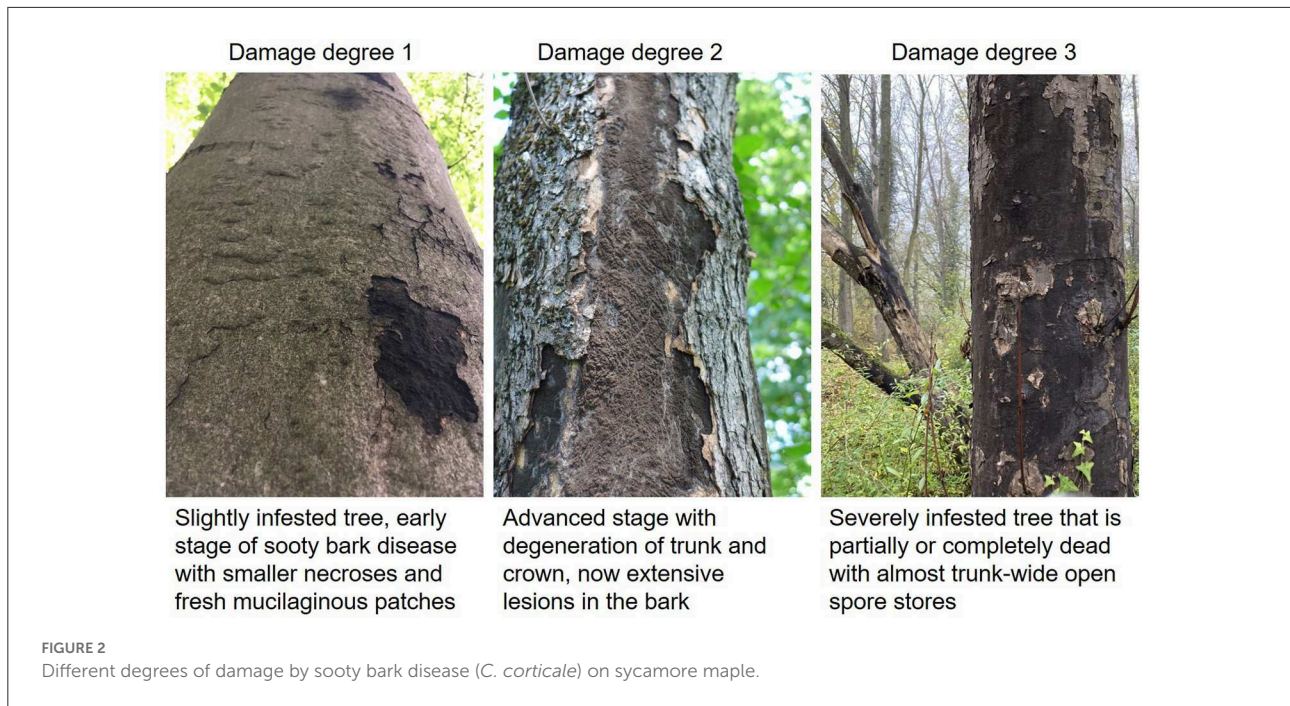 Damage degree 1
Damage degree 2
Damage degree 3
Slightly infested tree, early
stage of sooty bark disease
with smaller necroses and
fresh mucilaginous patches
Advanced stage with
degeneration of trunk and
crown, now extensive
lesions in the bark
Severely infested tree that is
partially or completely dead
with almost trunk-wide open
spore stores
FIGURE 2
Different degrees of damage by sooty bark disease (C. corticale) on sycamore maple.